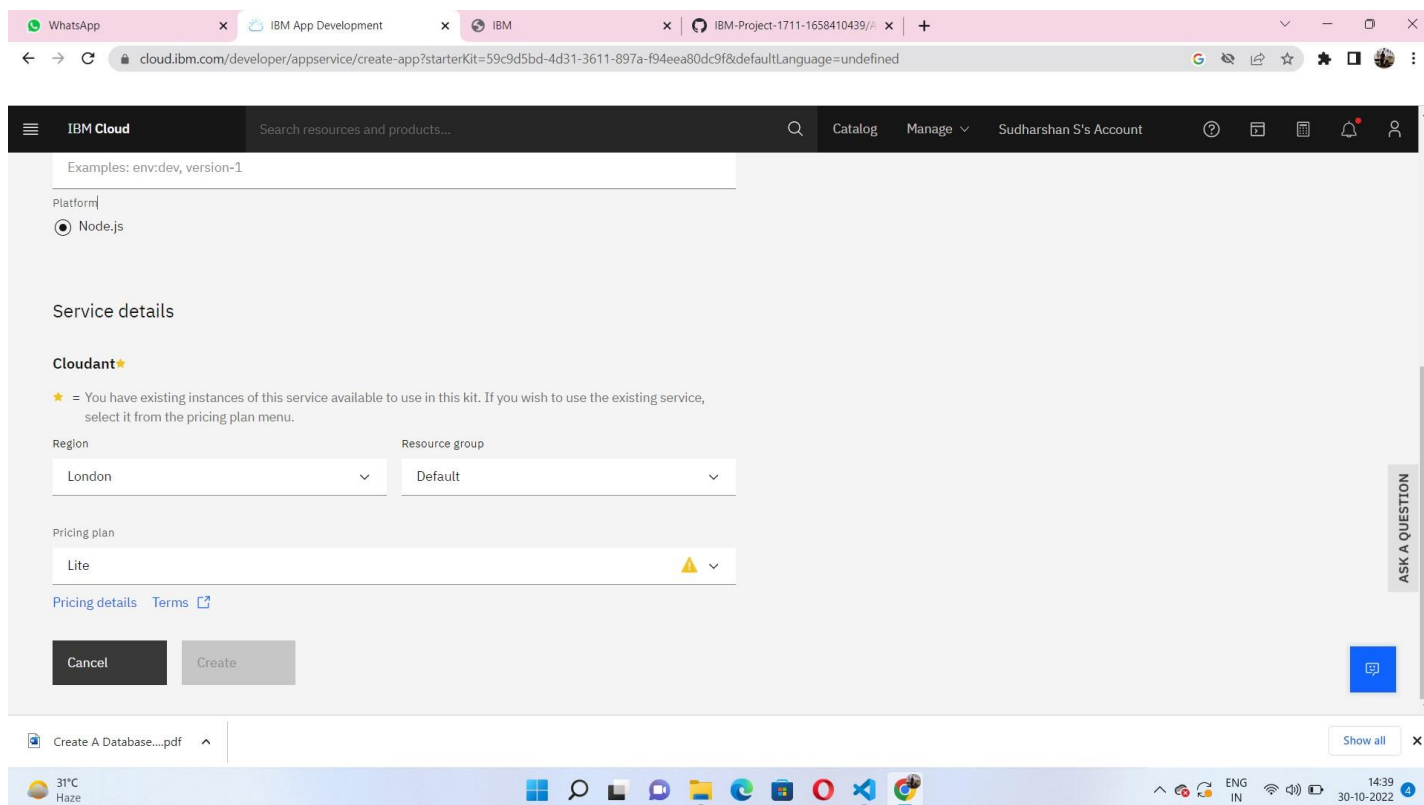 WhatsApp
IBM App Development
IBM
IBM-Project-1711-1658410439/A
cloud.ibm.com/developer/appservice/create-app?starterKit=59c9d5bd-4d31-3611-897a-f94eea80dc9f&defaultLanguage=undefined
IBM Cloud
Search resources and products...
Catalog
Manage
Sudharshan S's Account
Examples: env:dev, version-1
Platform
Node.js
Service details
Cloudant
= You have existing instances of this service available to use in this kit. If you wish to use the existing service,
select it from the pricing plan menu.
Region
Resource group
London
Default
Pricing plan
Lite
Pricing details
Terms
Cancel
Create
ASK A QUESTION
Create A Database....pdf
Show all
31°C
Haze
ENG
IN
14:39
30-10-2022
4